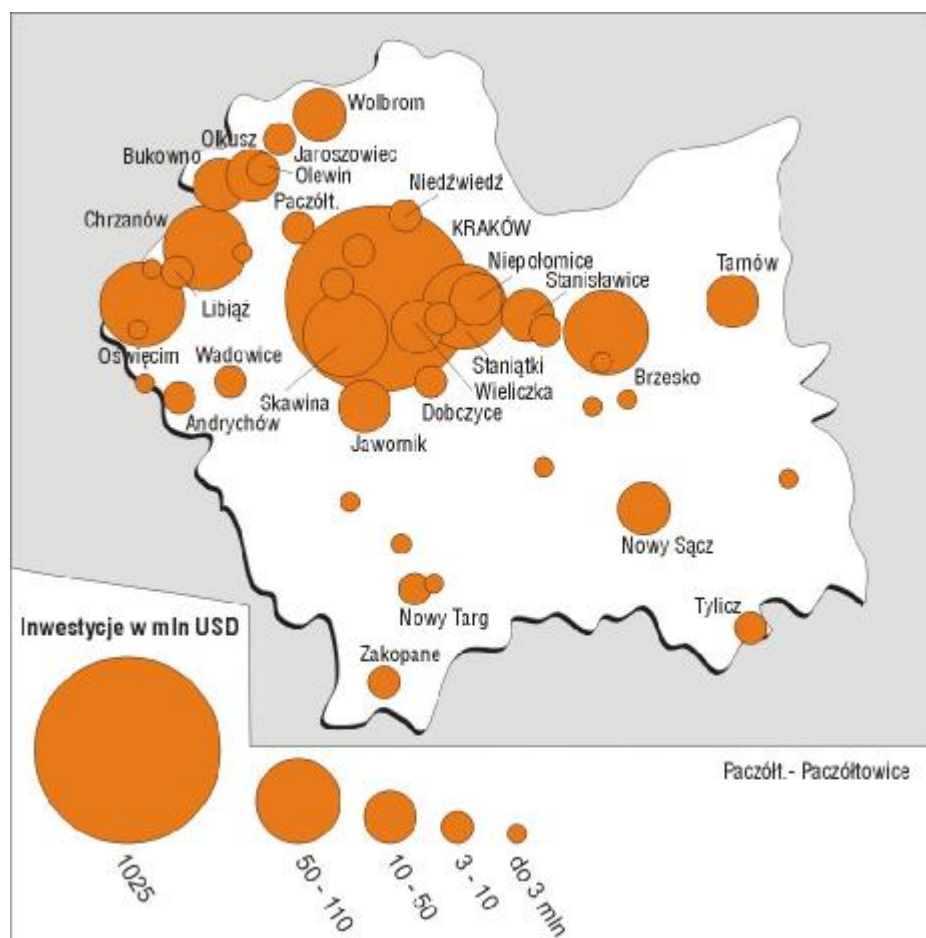 Wolbrom
Olkusz
Bukowno
Jaroszowiec
Olewin
Niedźwiedź
Paczółt.
Chrzanów
KRAKÓW
Niepołomice
Stanisławice
Tarnów
Libiąż
Oświęcim
Wadowice
Staniątki
Brzesko
Skawina
Wieliczka
Andrychów
Dobczyce
Jawornik
Nowy Sącz
Nowy Targ
Tylicz
Zakopane
Inwestycje w mln USD
Paczółt.- Paczółtowice
1025
50 - 110
10 - 50
3 - 10
do 3 mln